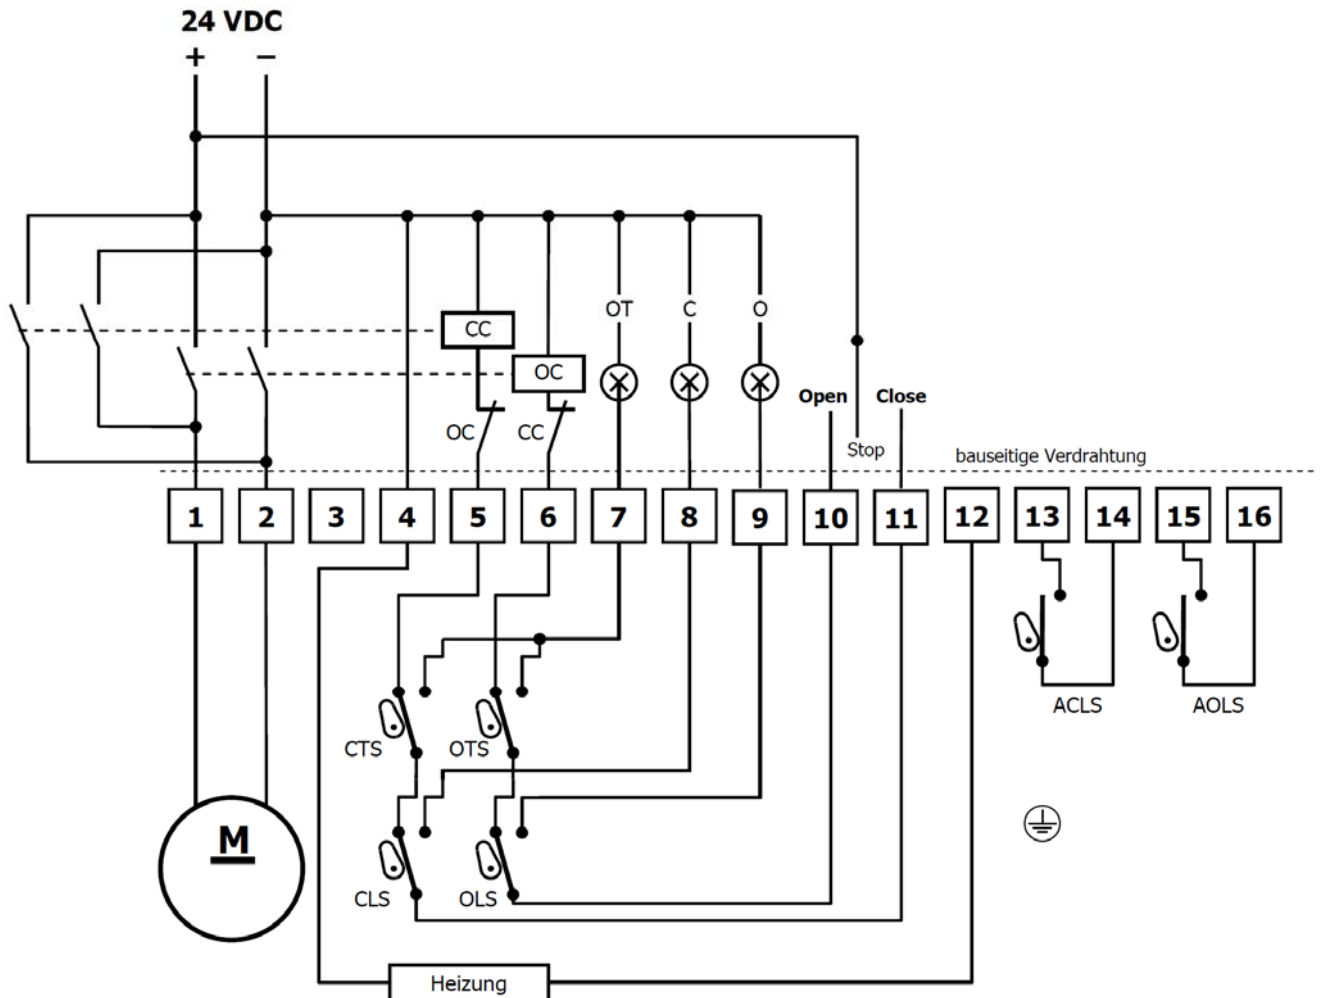 24 VDC
+ −
OT C O
CC
OC
Open Close
OC CC
Stop
bauseitige Verdrahtung
1 2 3 4 5 6 7 8 9 10 11 12 13 14 15 16
ACLS AOLS
CTS OTS
M
CLS OLS
Heizung